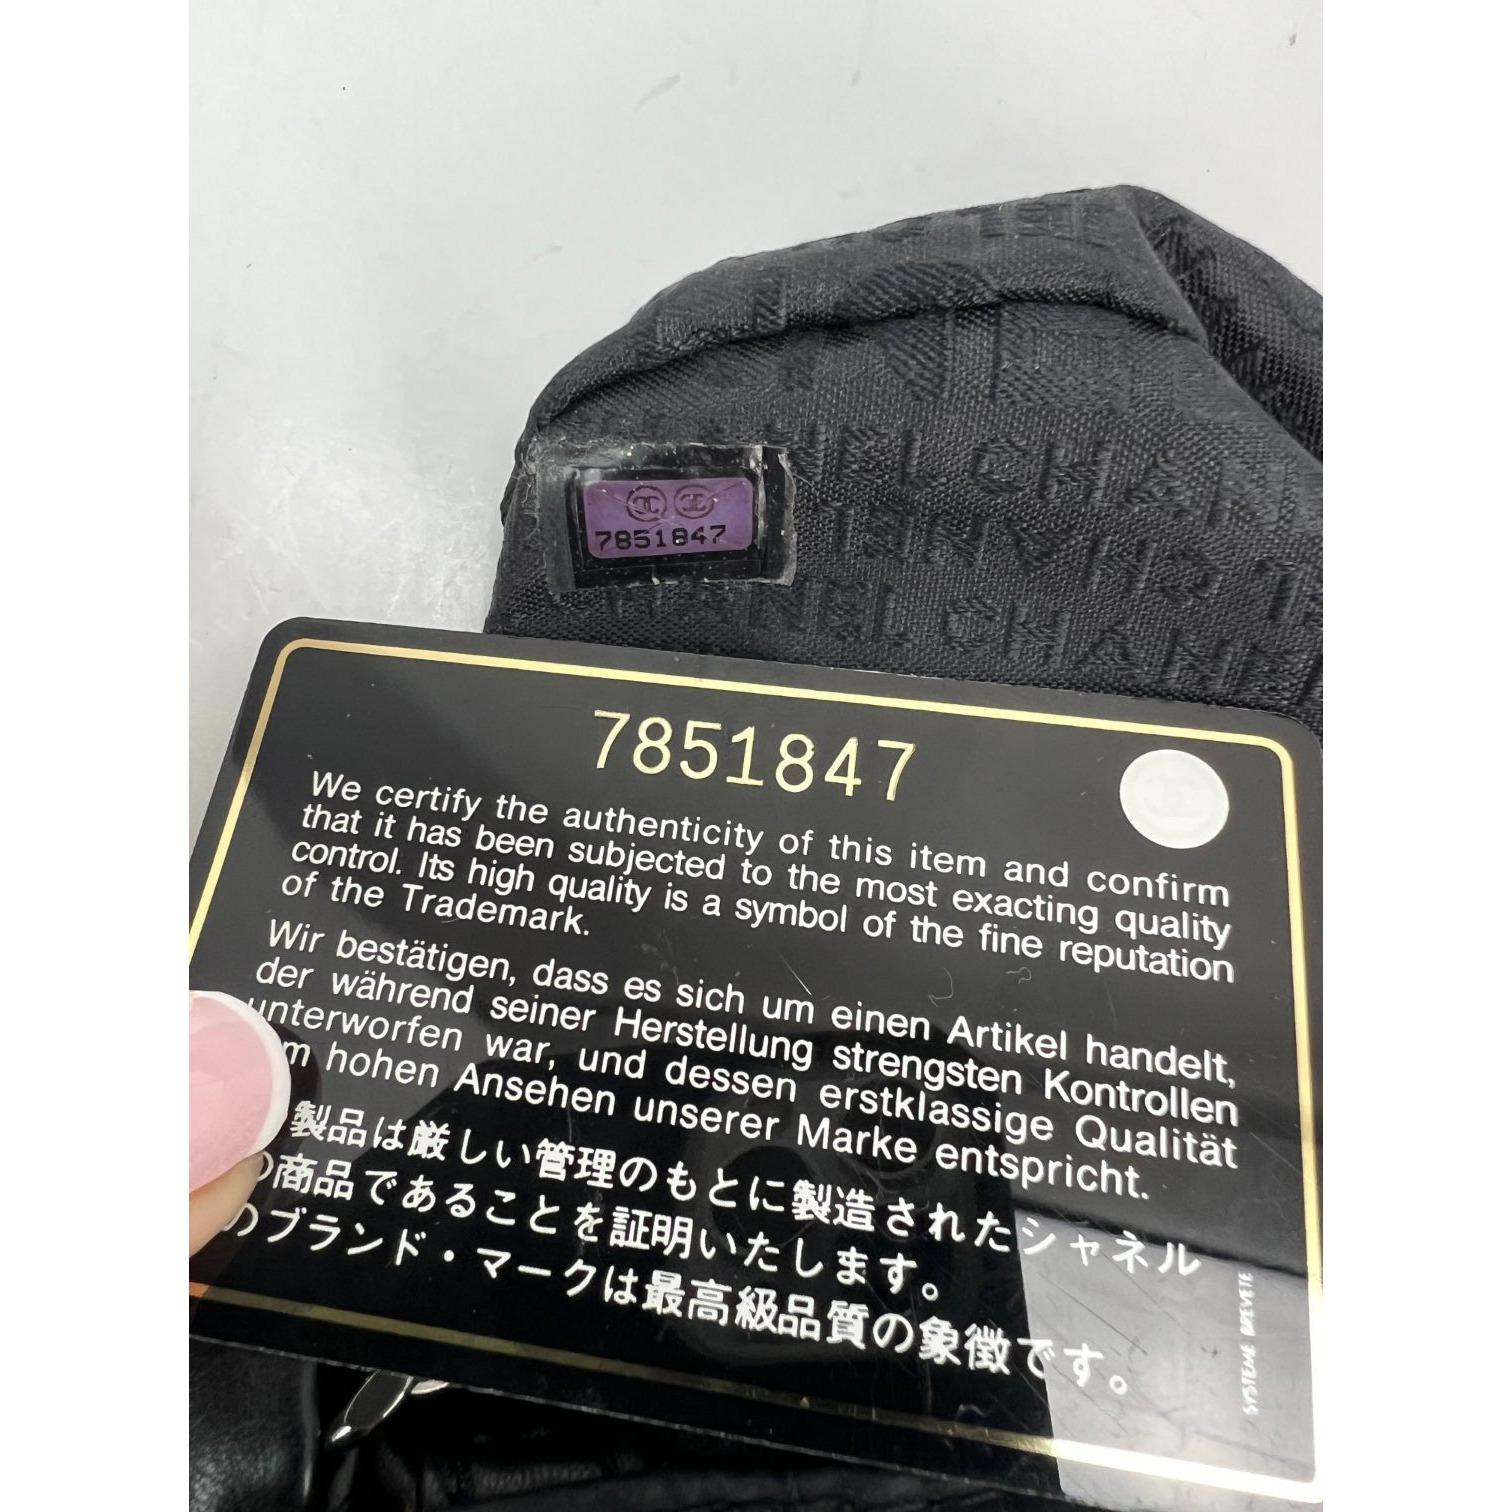 CHANEL CHAN
CHANEL
7851847
CHANEL CHANN
7851847
We certify the authenticity of this item and confirm
that it has been subjected to the most exacting quality
control. Its high quality is a symbol of the fine reputation
of the Trademark.
Wir bestätigen, dass es sich um einen Artikel handelt,
der während seiner Herstellung strengsten Kontrollen
unterworfen war, und dessen erstklassige Qualität
m hohen Ansehen unserer Marke entspricht.
製品は厳しい管理のもとに製造されたシャネル
の商品であることを証明いたします。
のブランド・マークは最高級品質の象徴です。
SYSTEME BREVETE